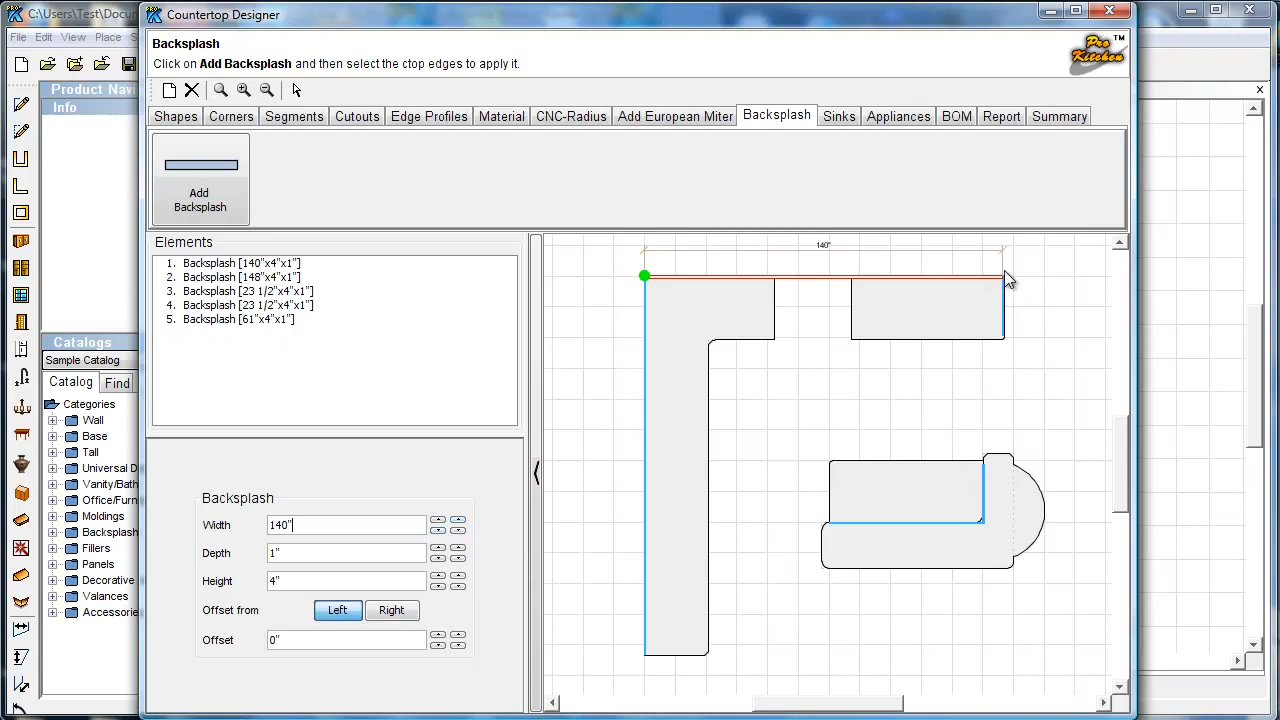 C:\Users\Test\Docum
Countertop Designer
File Edit View Place
Backsplash
Click on Add Backsplash and then select the ctop edges to apply it.
Pro Kitchen TM
Product Navi
Info
Shapes Corners Segments Cutouts Edge Profiles Material CNC-Radius Add European Miter Backsplash Sinks Appliances BOM Report Summary
Add
Backsplash
Elements
1. Backsplash [140"x4"x1"]
2. Backsplash [148"x4"x1"]
3. Backsplash [23 1/2"x4"x1"]
4. Backsplash [23 1/2"x4"x1"]
5. Backsplash [61"x4"x1"]
140"
Catalogs
Sample Catalog
Catalog Find
Categories
Wall
Base
Tall
Universal D
Vanity/Bath
Office/Furn
Moldings
Backsplash
Fillers
Panels
Decorative
Valances
Accessorie
Backsplash
Width 140"
Depth 1"
Height 4"
Offset from Left Right
Offset 0"